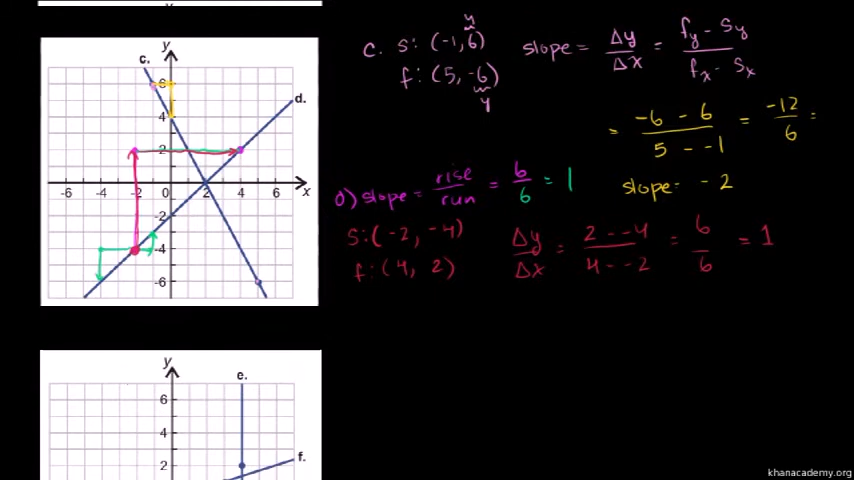 y
c.
6
4
d.
2
-6 -4 -2 0 2 4 6 x
-2
-4
-6
c. s: (-1, 6)
y
f: (5, -6)
y
slope = Δy/Δx = fy - sy / fx - sx
= -6 - 6 / 5 - -1 = -12/6 =
slope = -2
d) slope = rise/run = 6/6 = 1
s: (-2, -4)
f: (4, 2)
Δy/Δx = 2 - -4 / 4 - -2 = 6/6 = 1
y
e.
6
4
f.
2
khanacademy.org